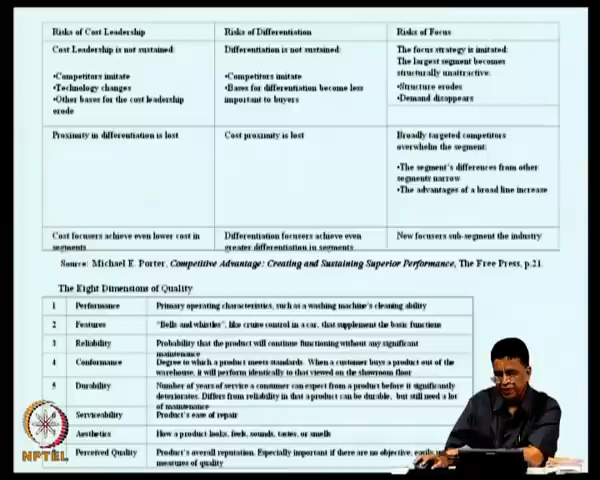 Risks of Cost Leadership
Risks of Differentiation
Risks of Focus
Cost Leadership is not sustained:
•Competitors imitate
•Technology changes
•Other bases for the cost leadership
erode
Differentiation is not sustained:
•Competitors imitate
•Bases for differentiation become less
important to buyers
The focus strategy is imitated:
The largest segment becomes
structurally unattractive:
•Structure erodes
•Demand disappears
Proximity in differentiation is lost
Cost proximity is lost
Broadly targeted competitors
overwhelm the segment:
•The segment's differences from other
segments narrow
•The advantages of a broad line increase
Cost focusers achieve even lower cost in
segments
Differentiation focusers achieve even
greater differentiation in segments
New focusers sub-segment the industry
Source: Michael E. Porter, Competitive Advantage: Creating and Sustaining Superior Performance, The Free Press, p.21.
The Eight Dimensions of Quality
1 Performance Primary operating characteristics, such as a washing machine's cleaning ability
2 Features "Bells and whistles", like cruise control in a car, that supplement the basic functions
3 Reliability Probability that the product will continue functioning without any significant
maintenance
4 Conformance Degree to which a product meets standards. When a customer buys a product out of the
warehouse, it will perform identically to that viewed on the showroom floor
5 Durability Number of years of service a consumer can expect from a product before it significantly
deteriorates. Differs from reliability in that a product can be durable, but still need a lot
of maintenance
6 Serviceability Product's ease of repair
Aesthetics How a product looks, feels, sounds, tastes, or smells
Perceived Quality Product's overall reputation. Especially important if there are no objective, easily
measures of quality
NPTEL